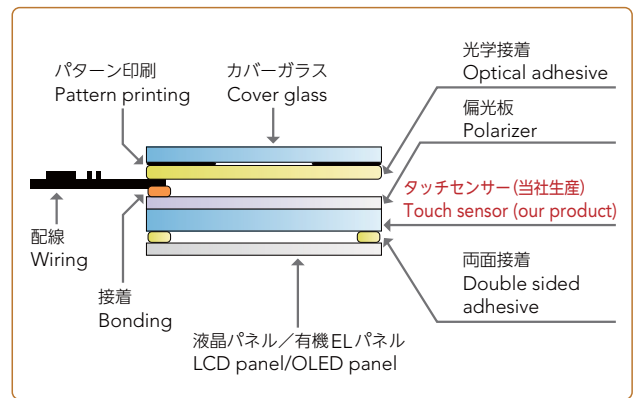 パターン印刷
Pattern printing
カバーガラス
Cover glass
光学接着
Optical adhesive
偏光板
Polarizer
タッチセンサー(当社生産)
Touch sensor (our product)
配線
Wiring
接着
Bonding
両面接着
Double sided
adhesive
液晶パネル／有機ELパネル
LCD panel/OLED panel